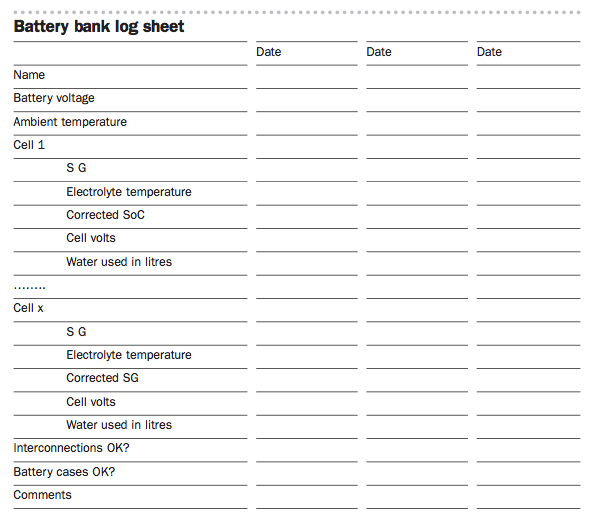 Battery bank log sheet
Date Date Date
Name
Battery voltage
Ambient temperature
Cell 1
S G
Electrolyte temperature
Corrected SoC
Cell volts
Water used in litres
........
Cell x
S G
Electrolyte temperature
Corrected SG
Cell volts
Water used in litres
Interconnections OK?
Battery cases OK?
Comments